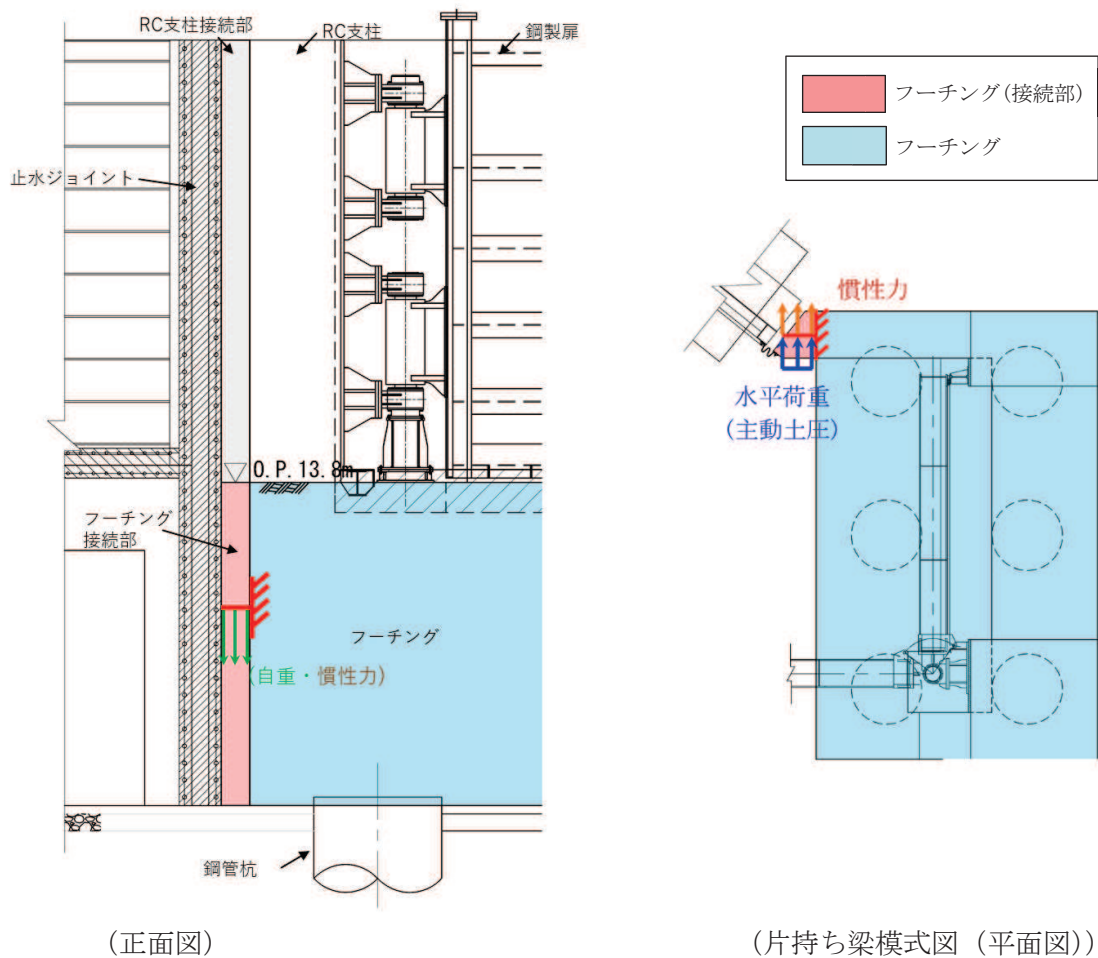 RC支柱接続部
RC支柱
鋼製扉
止水ジョイント
O.P.13.8m
フーチング
接続部
フーチング
(自重・慣性力)
鋼管杭
(正面図)
フーチング(接続部)
フーチング
慣性力
水平荷重
(主動土圧)
(片持ち梁模式図(平面図))